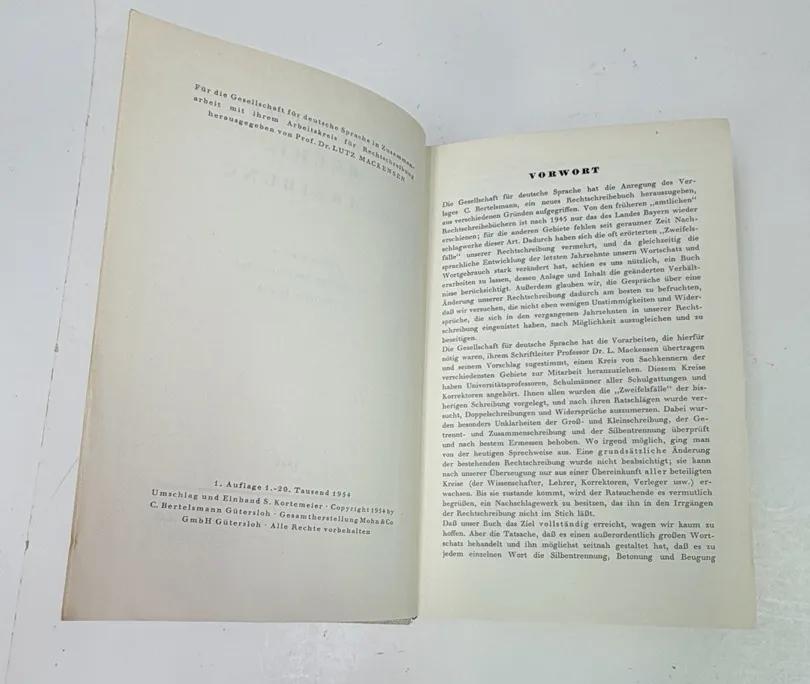 Für die Gesellschaft für deutsche Sprache in Zusammen-
arbeit mit ihrem Arbeitskreis für Rechtschreibung
herausgegeben von Prof. Dr. LUTZ MACKENSEN
1. Auflage 1.-20. Tausend 1954
Umschlag und Einband S. Kortemeier · Copyright 1954 by
C. Bertelsmann Gütersloh · Gesamtherstellung Mohn & Co
GmbH Gütersloh · Alle Rechte vorbehalten
VORWORT
Die Gesellschaft für deutsche Sprache hat die Anregung des Ver-
lages C. Bertelsmann, ein neues Rechtschreibebuch herauszugeben,
aus verschiedenen Gründen aufgegriffen. Von den früheren „amtlichen“
Rechtschreibebüchern ist nach 1945 nur das des Landes Bayern wieder
erschienen; für die anderen Gebiete fehlen seit geraumer Zeit Nach-
schlagewerke dieser Art. Dadurch haben sich die oft erörterten „Zweifels-
fälle“ unserer Rechtschreibung vermehrt, und da gleichzeitig die
sprachliche Entwicklung der letzten Jahrzehnte unsern Wortschatz und
Wortgebrauch stark verändert hat, schien es uns nützlich, ein Buch
erarbeiten zu lassen, dessen Anlage und Inhalt die geänderten Verhält-
nisse berücksichtigt. Außerdem glauben wir, die Gespräche über eine
Änderung unserer Rechtschreibung dadurch am besten zu befruchten,
daß wir versuchen, die nicht eben wenigen Unstimmigkeiten und Wider-
sprüche, die sich in den vergangenen Jahrzehnten in unserer Recht-
schreibung eingenistet haben, nach Möglichkeit auszugleichen und zu
beseitigen.
Die Gesellschaft für deutsche Sprache hat die Vorarbeiten, die hierfür
nötig waren, ihrem Schriftleiter Professor Dr. L. Mackensen übertragen
und seinem Vorschlag zugestimmt, einen Kreis von Sachkennern der
verschiedensten Gebiete zur Mitarbeit heranzuziehen. Diesem Kreise
haben Universitätsprofessoren, Schulmänner aller Schulgattungen und
Korrektoren angehört. Ihnen allen wurden die „Zweifelsfälle“ der bis-
herigen Schreibung vorgelegt, und nach ihren Ratschlägen wurde ver-
sucht, Doppelschreibungen und Widersprüche auszumerzen. Dabei wur-
den besonders Unklarheiten der Groß- und Kleinschreibung, der Ge-
trennt- und Zusammenschreibung und der Silbentrennung überprüft
und nach bestem Ermessen behoben. Wo irgend möglich, ging man
von der heutigen Sprechweise aus. Eine grundsätzliche Änderung
der bestehenden Rechtschreibung wurde nicht beabsichtigt; sie kann
nach unserer Überzeugung nur aus einer Übereinkunft aller beteiligten
Kreise (der Wissenschafter, Lehrer, Korrektoren, Verleger usw.) er-
wachsen. Bis sie zustande kommt, wird der Ratsuchende es vermutlich
begrüßen, ein Nachschlagewerk zu besitzen, das ihn in den Irrgängen
der Rechtschreibung nicht im Stich läßt.
Daß unser Buch das Ziel vollständig erreicht, wagen wir kaum zu
hoffen. Aber die Tatsache, daß es einen außerordentlich großen Wort-
schatz behandelt und ihn möglichst zeitnah gestaltet hat, daß es zu
jedem einzelnen Wort die Silbentrennung, Betonung und Beugung